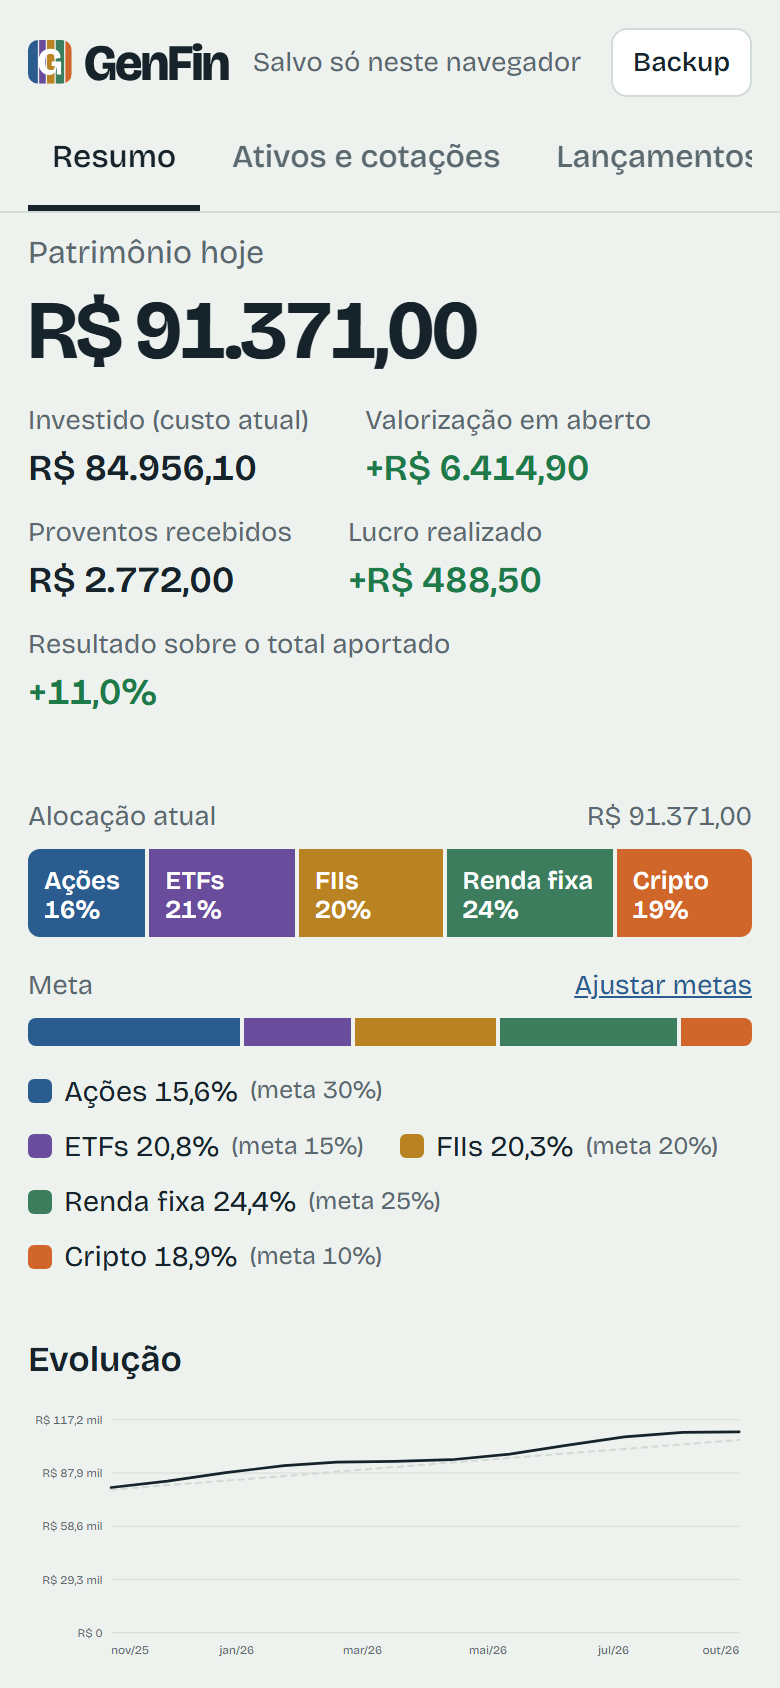 G GenFin Salvo só neste navegador Backup
Resumo Ativos e cotações Lançamentos
Patrimônio hoje
R$ 91.371,00
Investido (custo atual) Valorização em aberto
R$ 84.956,10 +R$ 6.414,90
Proventos recebidos Lucro realizado
R$ 2.772,00 +R$ 488,50
Resultado sobre o total aportado
+11,0%
Alocação atual R$ 91.371,00
Ações ETFs FIIs Renda fixa Cripto
16% 21% 20% 24% 19%
Meta Ajustar metas
Ações 15,6% (meta 30%)
ETFs 20,8% (meta 15%) FIIs 20,3% (meta 20%)
Renda fixa 24,4% (meta 25%)
Cripto 18,9% (meta 10%)
Evolução
R$ 117,2 mil
R$ 87,9 mil
R$ 58,6 mil
R$ 29,3 mil
R$ 0
nov/25 jan/26 mar/26 mai/26 jul/26 out/26